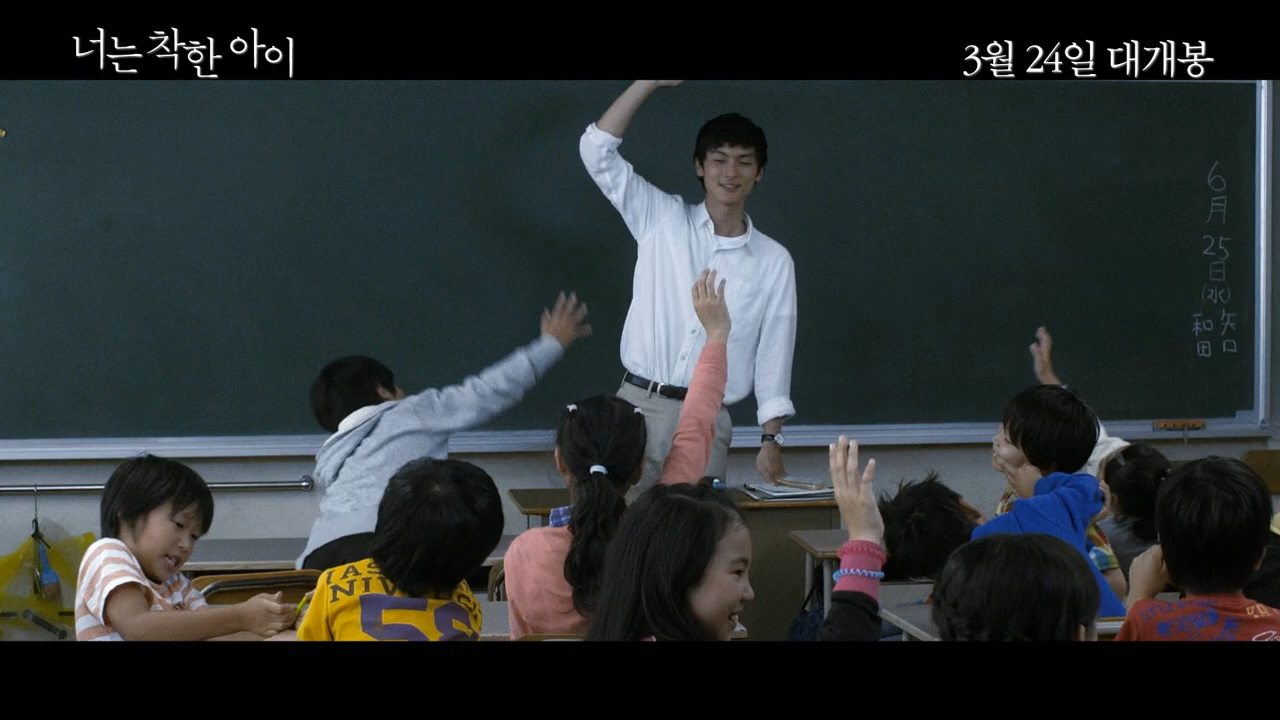 너는 착한 아이
3월 24일 대개봉
6月25日(水)
矢口
和田
58